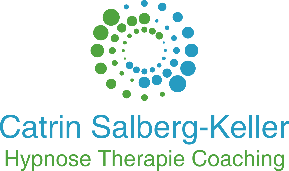 Catrin Salberg-Keller
Hypnose Therapie Coaching